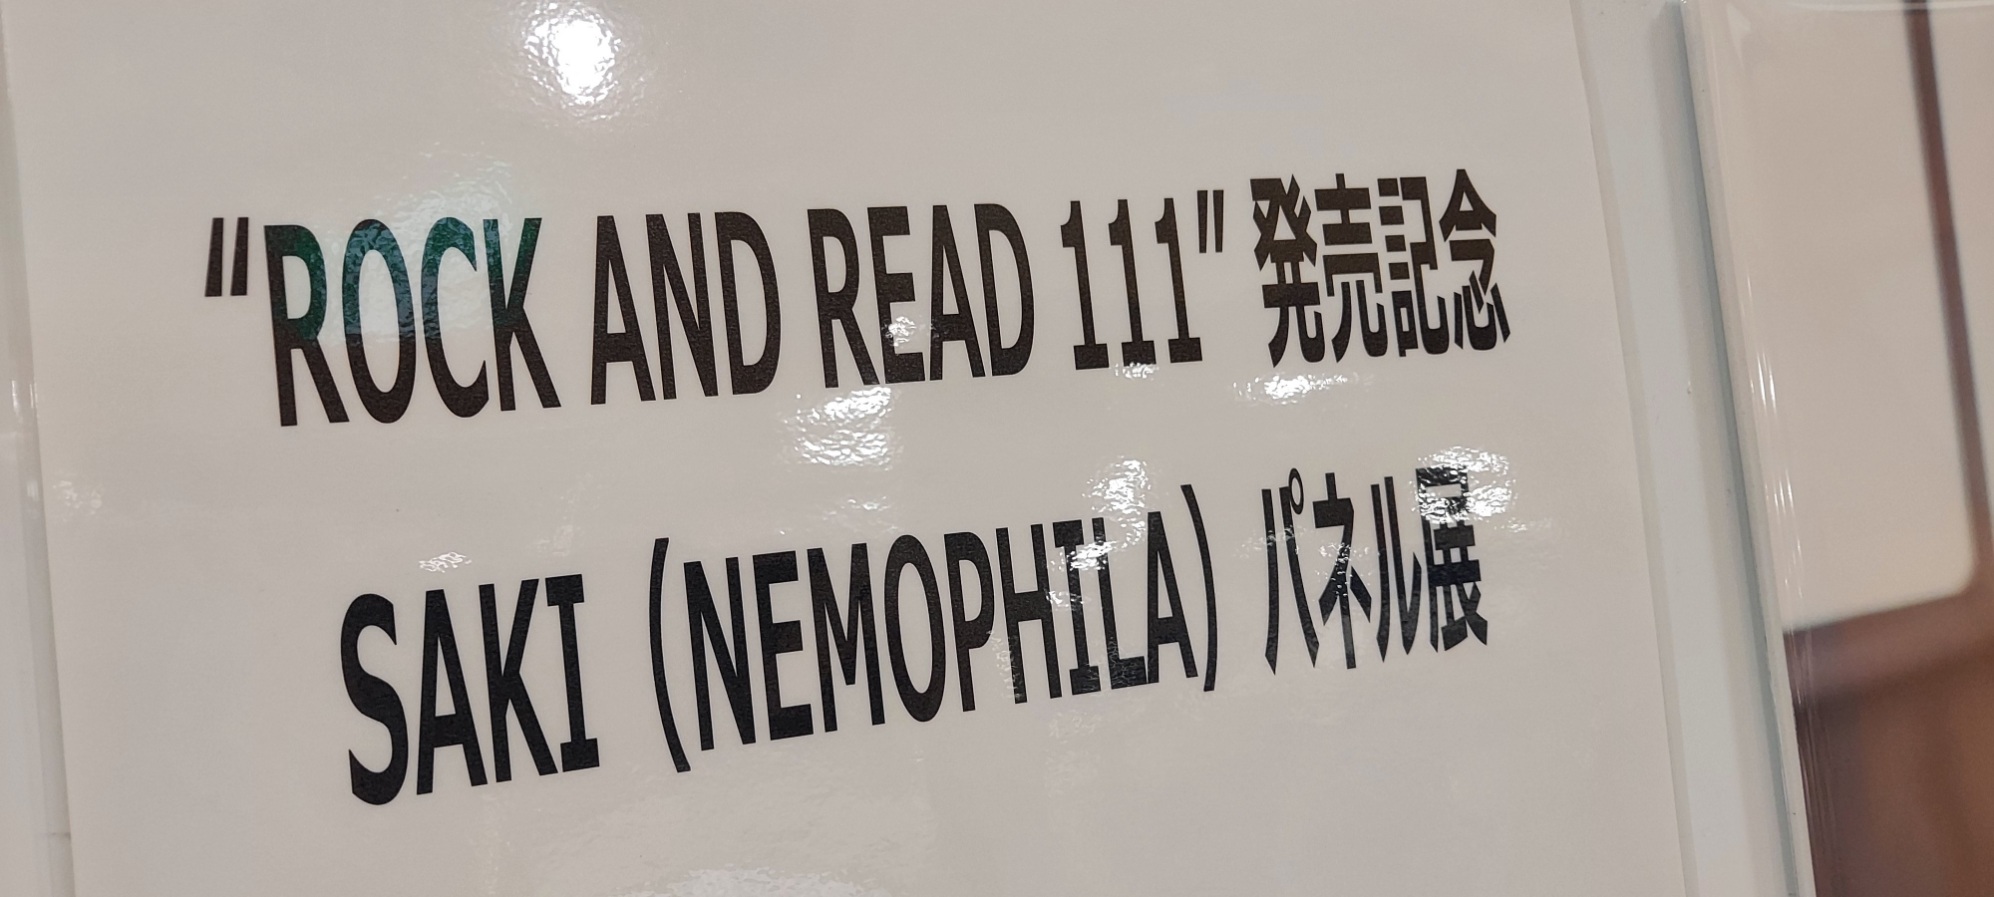 "ROCK AND READ 111" 発売記念
SAKI (NEMOPHILA) パネル展